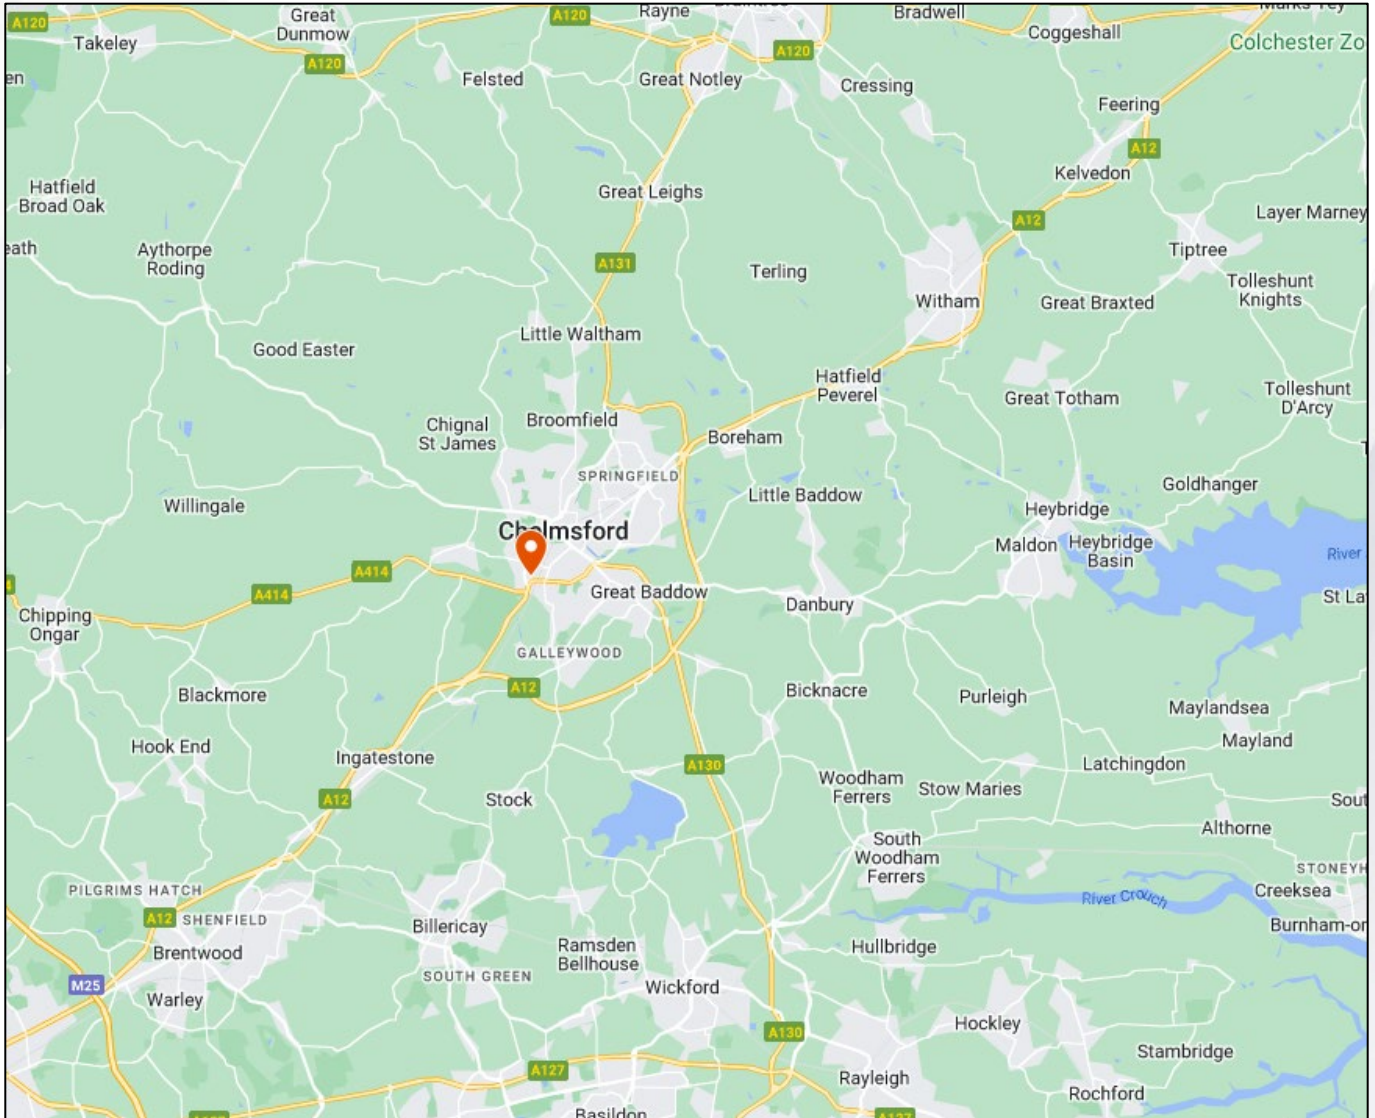 A120
Great
Dunmow
A120
Rayne
Bradwell
Takeley
Coggeshall
Colchester Zo
A120
A120
en
Felsted
Great Notley
Cressing
Feering
A12
Kelvedon
Hatfield
Broad Oak
Great Leighs
A12
Layer Marney
eath
Aythorpe
Roding
A131
Terling
Tiptree
Witham
Great Braxted
Tolleshunt
Knights
Little Waltham
Good Easter
Hatfield
Peverel
Great Totham
Tolleshunt
D'Arcy
Chignal
St James
Broomfield
Boreham
SPRINGFIELD
Goldhanger
Willingale
Little Baddow
Heybridge
Chelmsford
Maldon
Heybridge
Basin
River
A414
A414
4
Great Baddow
Danbury
St La
Chipping
Ongar
GALLEYWOOD
Blackmore
A12
Bicknacre
Purleigh
Maylandsea
Hook End
Mayland
Ingatestone
A130
Latchingdon
A12
Stock
Woodham
Ferrers
Stow Maries
Sout
Althorne
South
Woodham
Ferrers
STONEYH
PILGRIMS HATCH
Creeksea
River Crouch
A12
SHENFIELD
Billericay
Burnham-or
Brentwood
Ramsden
Bellhouse
Hullbridge
SOUTH GREEN
M25
Wickford
Warley
Hockley
A130
Stambridge
A127
Rayleigh
Rochford
Basildon
A127